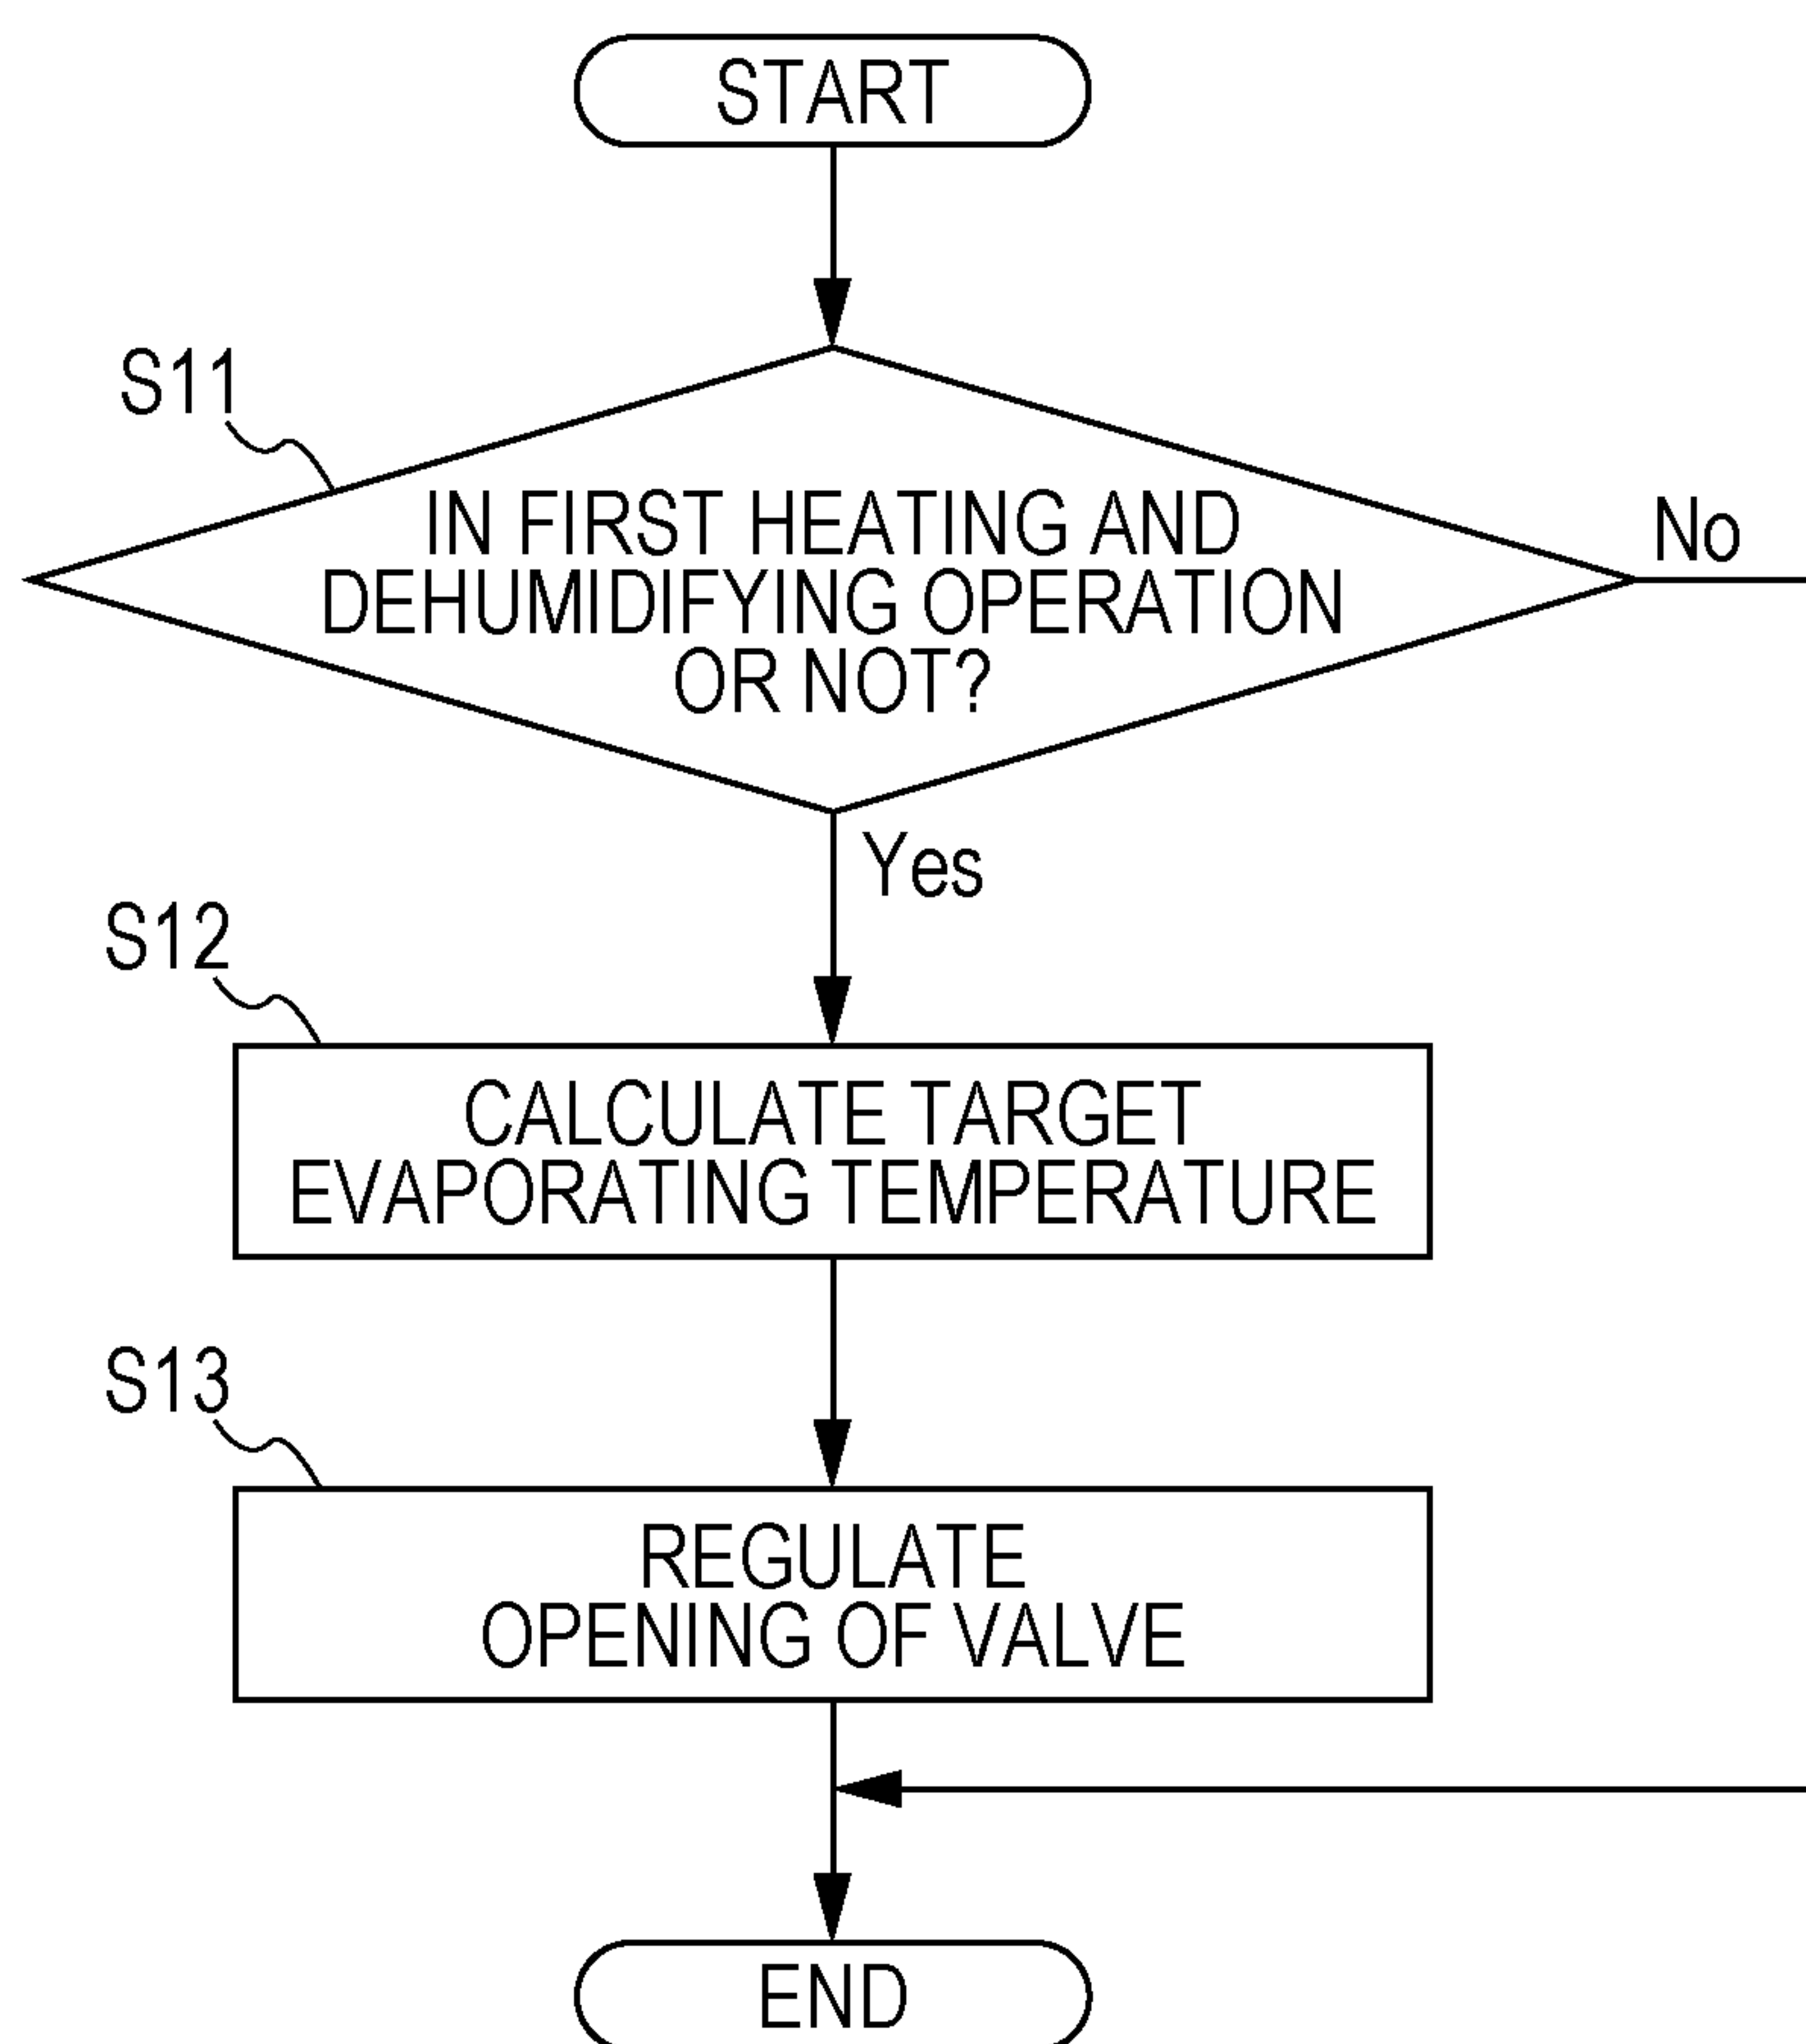 START
S11
IN FIRST HEATING AND
DEHUMIDIFYING OPERATION
OR NOT?
No
Yes
S12
CALCULATE TARGET
EVAPORATING TEMPERATURE
S13
REGULATE
OPENING OF VALVE
END